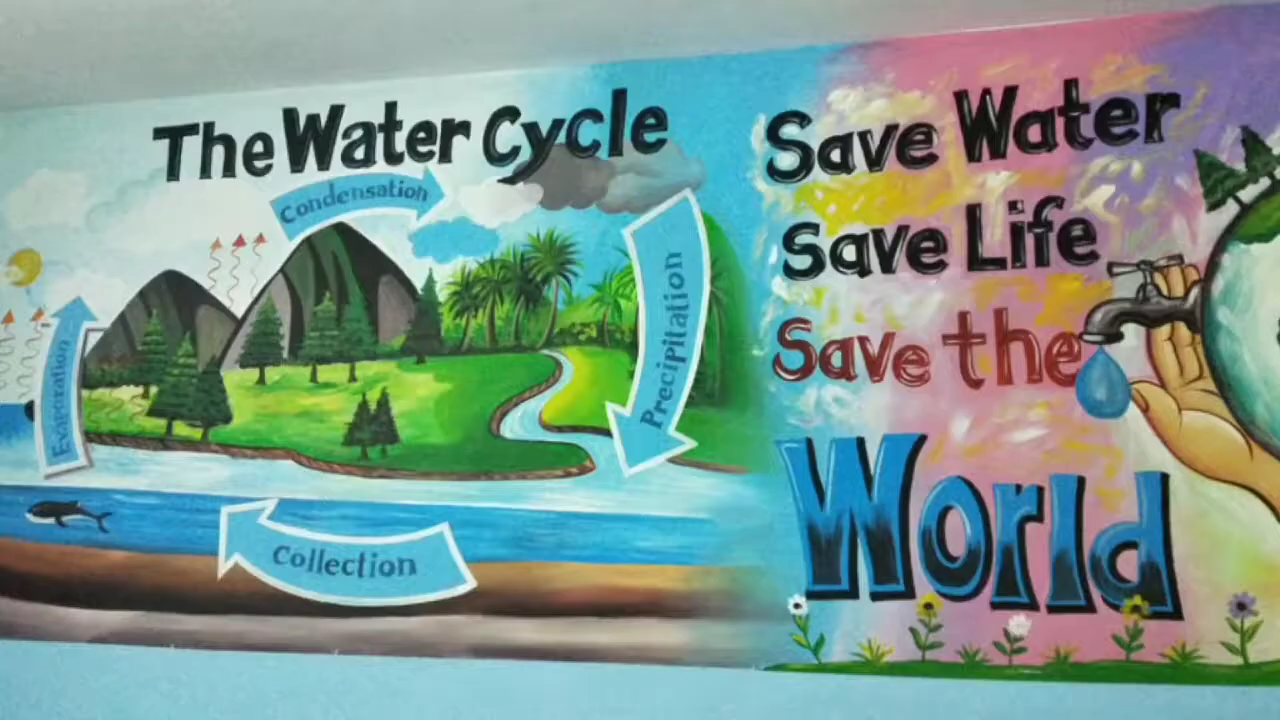 The Water Cycle
Condensation
Evaporation
Precipitation
Collection
Save Water
Save Life
Save the
World